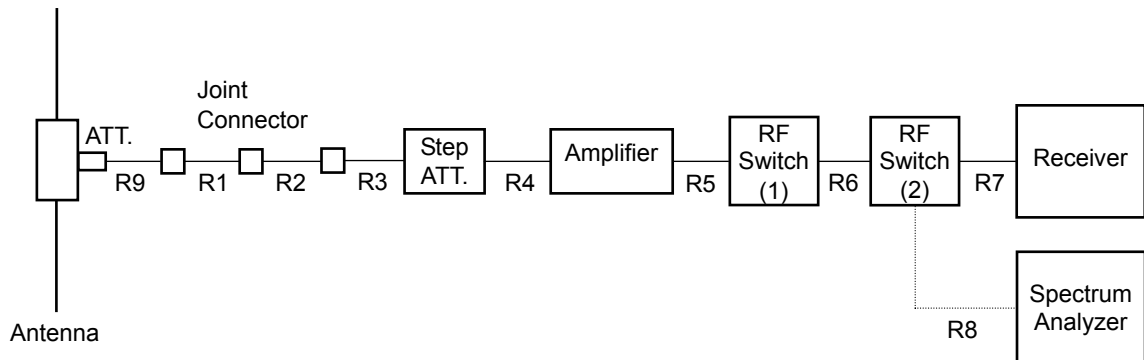 Joint
Connector
ATT.
R9
R1
R2
R3
Step
ATT.
R4
Amplifier
R5
RF
Switch
(1)
R6
RF
Switch
(2)
R7
Receiver
R8
Spectrum
Analyzer
Antenna